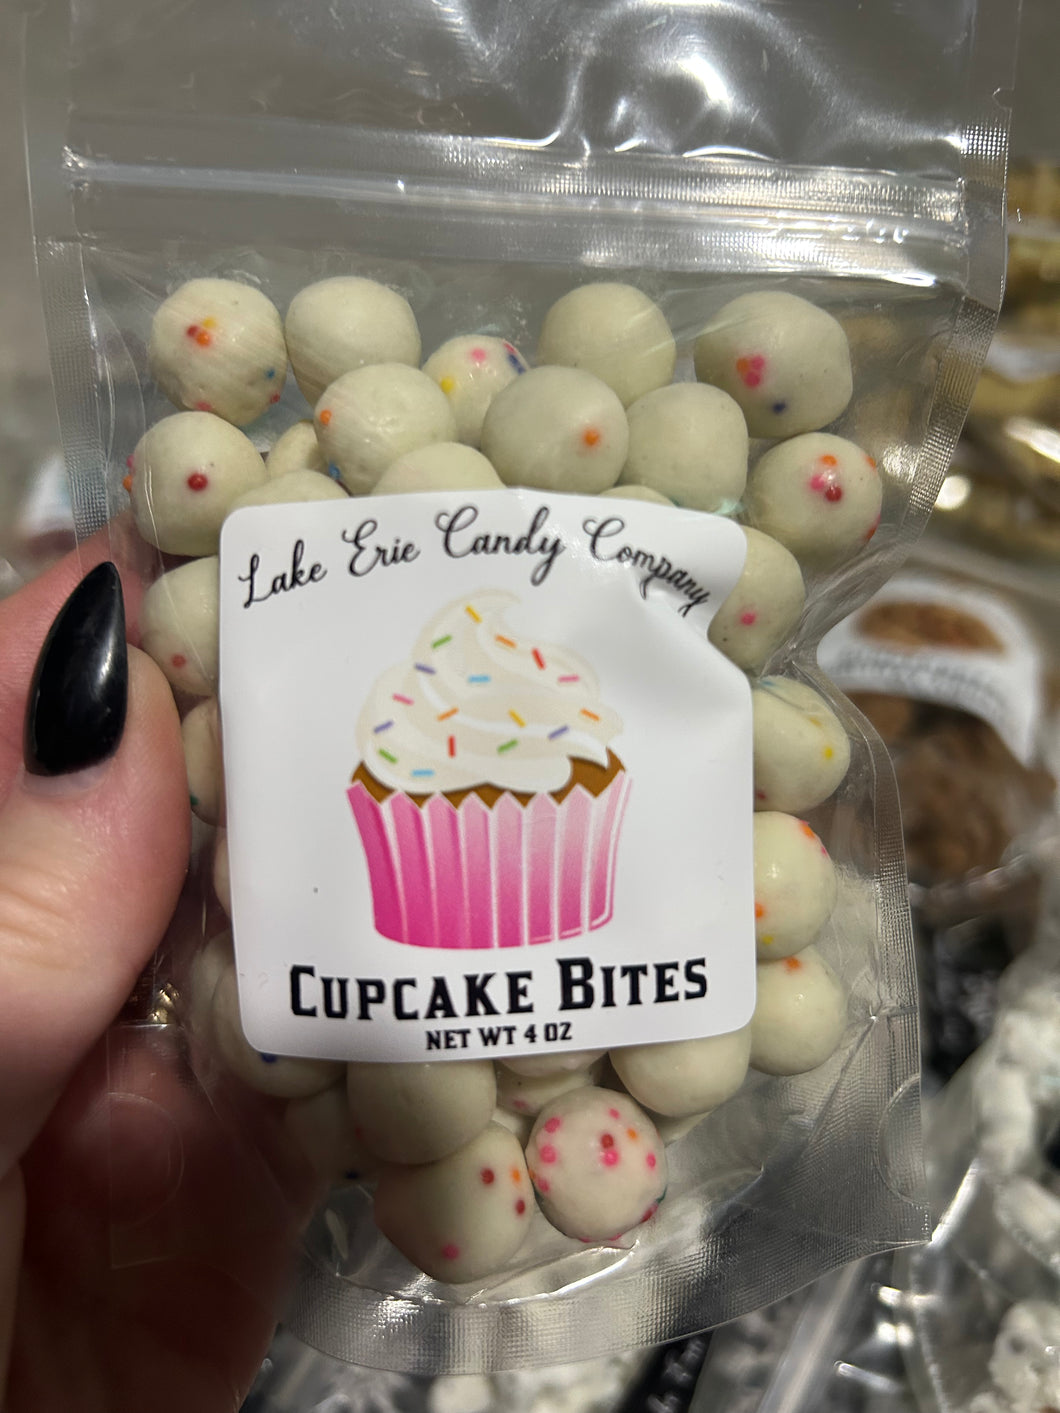 Lake Erie Candy Company
CUPCAKE BITES
NET WT 4 OZ